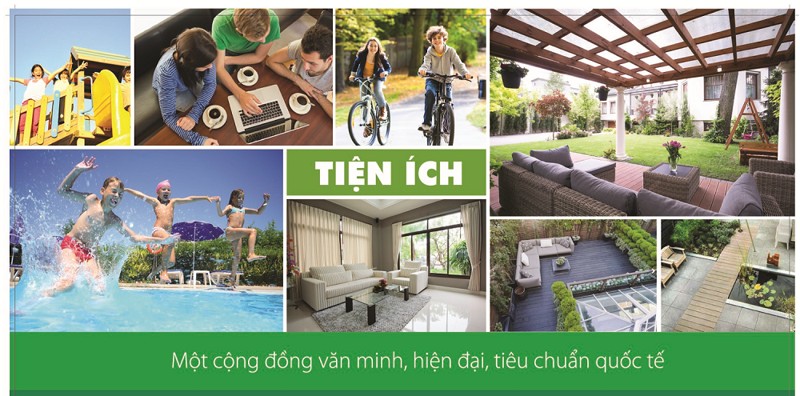 TIỆN ÍCH
Một cộng đồng văn minh, hiện đại, tiêu chuẩn quốc tế